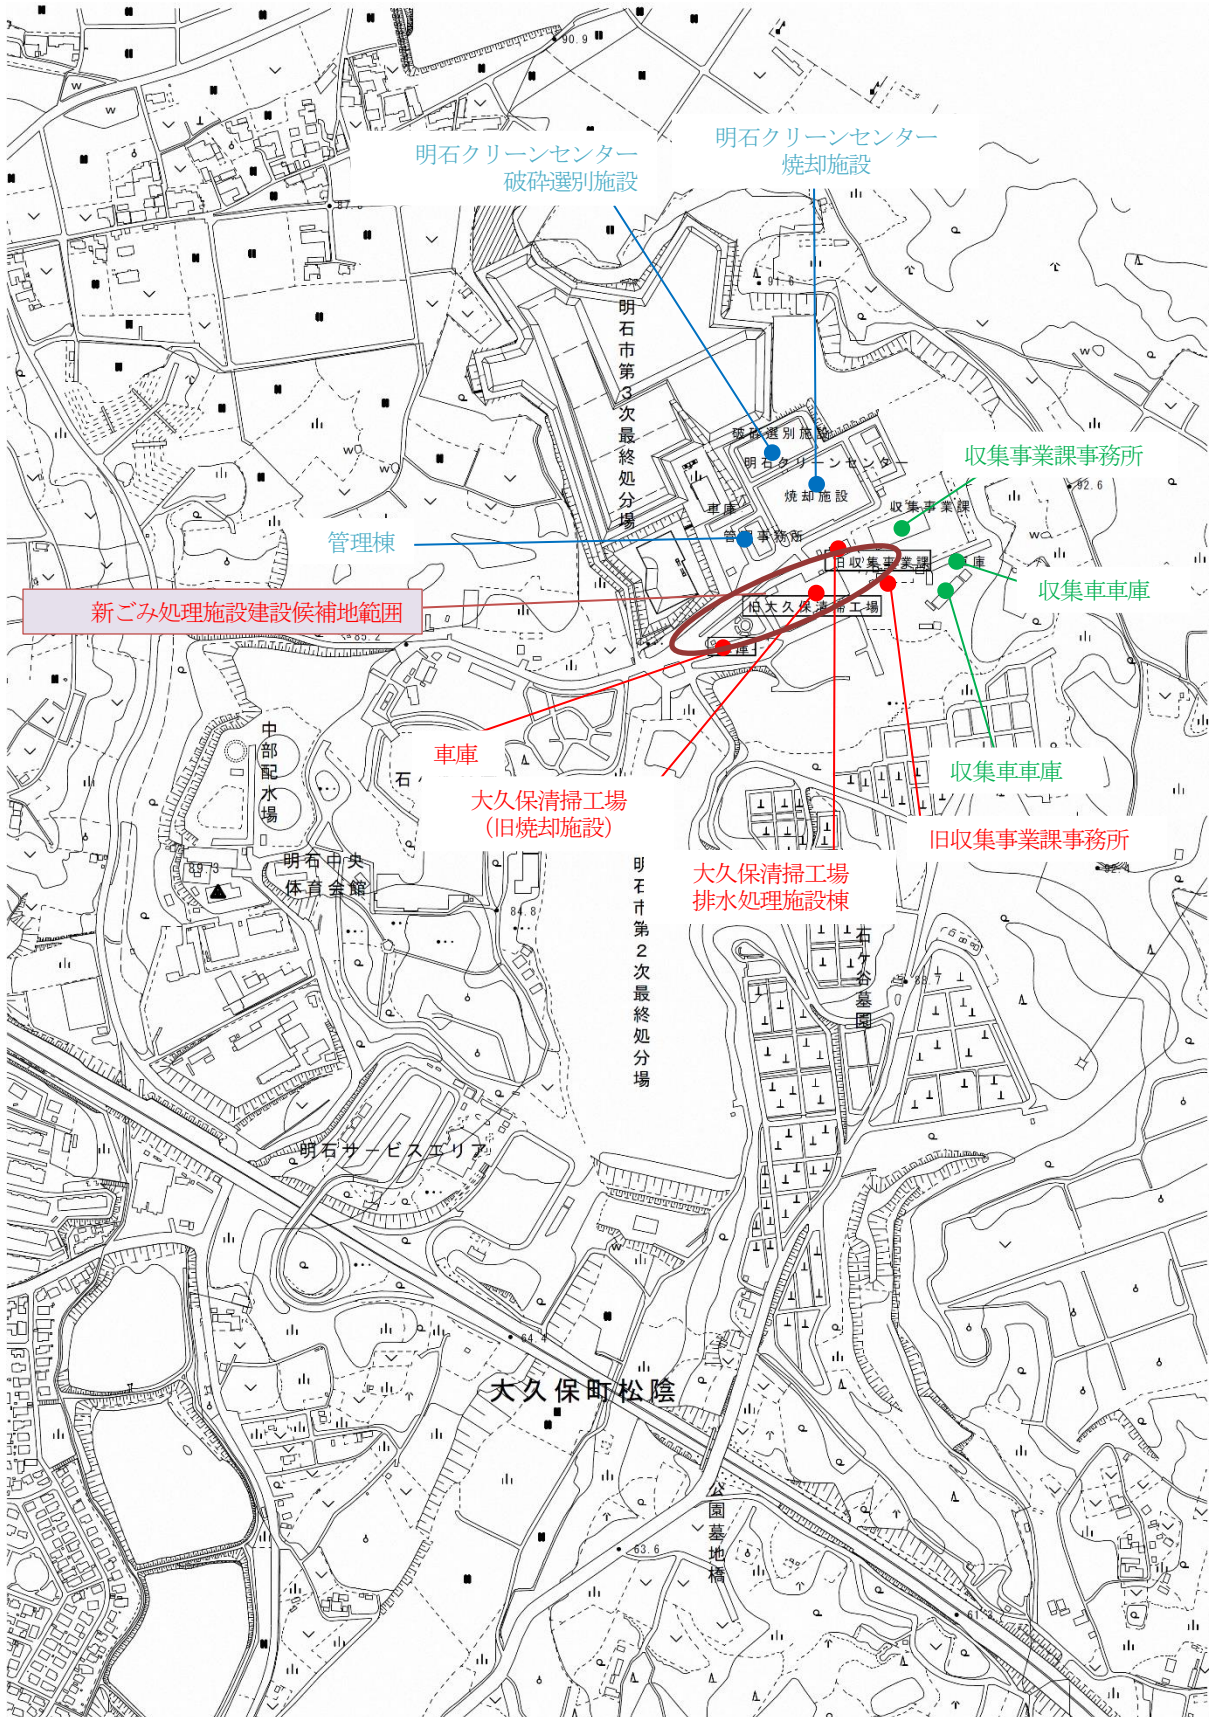 90.9
明石クリーンセンター
破砕選別施設
明石クリーンセンター
焼却施設
91.6
明石市第3次最終処分場
破砕選別施設
明石クリーンセンター
焼却施設
車庫
収集事業課
収集事業課事務所
92.6
管理棟
旧収集事業課
収集車車庫
新ごみ処理施設建設候補地範囲
旧大久保清掃工場
85.2
車庫
収集車車庫
大久保清掃工場
(旧焼却施設)
旧収集事業課事務所
大久保清掃工場
排水処理施設棟
中部配水場
89.3
明石中央
体育会館
84.8
明石市第2次最終処分場
石ケ谷墓園
88.7
92.4
明石サービスエリア
64.4
大久保町松陰
公園墓地橋
63.6
61.3